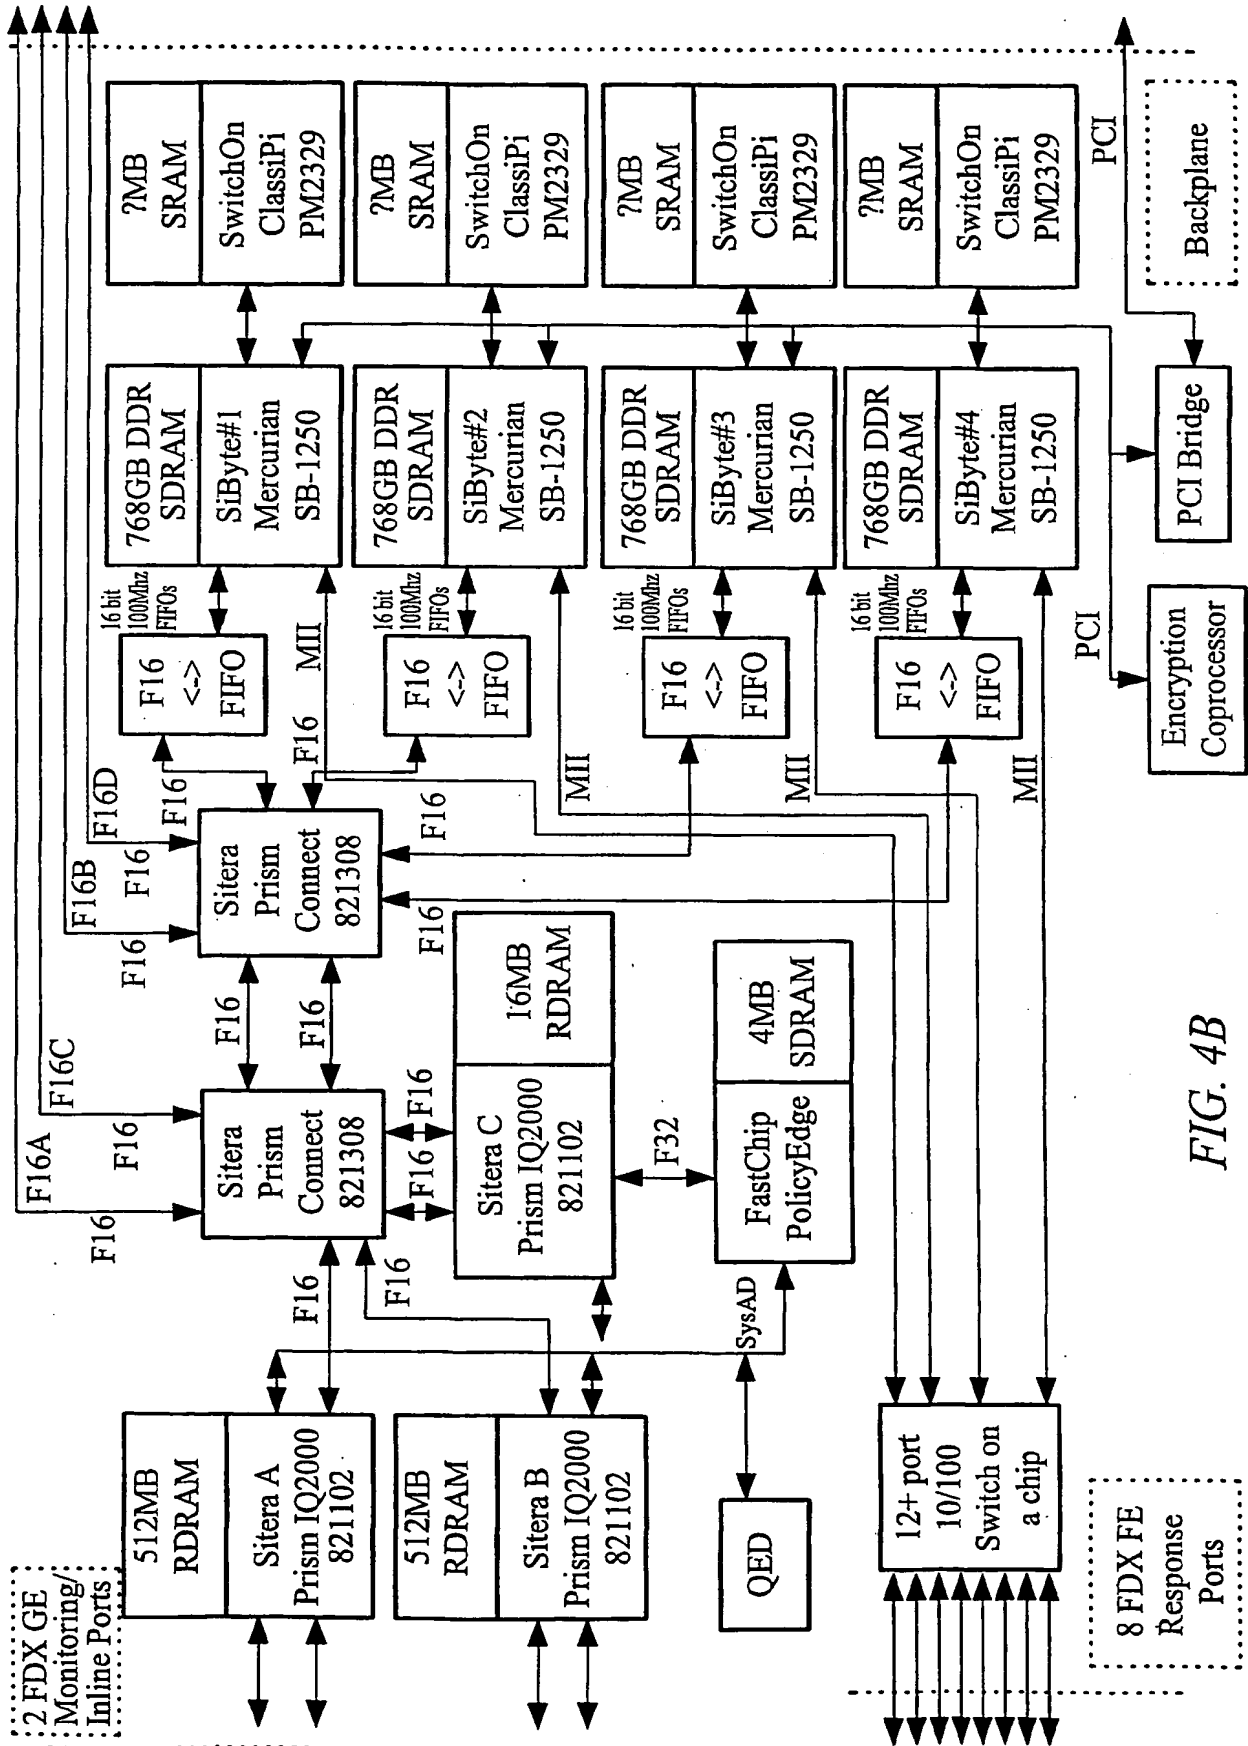 2 FDX GE
Monitoring/
Inline Ports
512MB
RDRAM
Sitera A
Prism IQ2000
821102
512MB
RDRAM
Sitera B
Prism IQ2000
821102
QED
SysAD
12+ port
10/100
Switch on
a chip
8 FDX FE
Response
Ports
F16A
F16
F16C
F16
F16B
F16
F16D
F16
Sitera
Prism
Connect
821308
F16
F16
F16
F16
Sitera C
Prism IQ2000
821102
16MB
RDRAM
F32
FastChip
PolicyEdge
4MB
SDRAM
F16
F16
Sitera
Prism
Connect
821308
F16
F16
F16
F16
F16
<->
FIFO
16 bit
100Mhz
FIFOs
MII
768GB DDR
SDRAM
SiByte#1
Mercurian
SB-1250
?MB
SRAM
SwitchOn
ClassiPi
PM2329
F16
<->
FIFO
16 bit
100Mhz
FIFOs
MII
768GB DDR
SDRAM
SiByte#2
Mercurian
SB-1250
?MB
SRAM
SwitchOn
ClassiPi
PM2329
F16
<->
FIFO
16 bit
100Mhz
FIFOs
MII
768GB DDR
SDRAM
SiByte#3
Mercurian
SB-1250
?MB
SRAM
SwitchOn
ClassiPi
PM2329
F16
<->
FIFO
16 bit
100Mhz
FIFOs
MII
768GB DDR
SDRAM
SiByte#4
Mercurian
SB-1250
?MB
SRAM
SwitchOn
ClassiPi
PM2329
PCI
Encryption
Coprocessor
PCI Bridge
PCI
Backplane
FIG. 4B